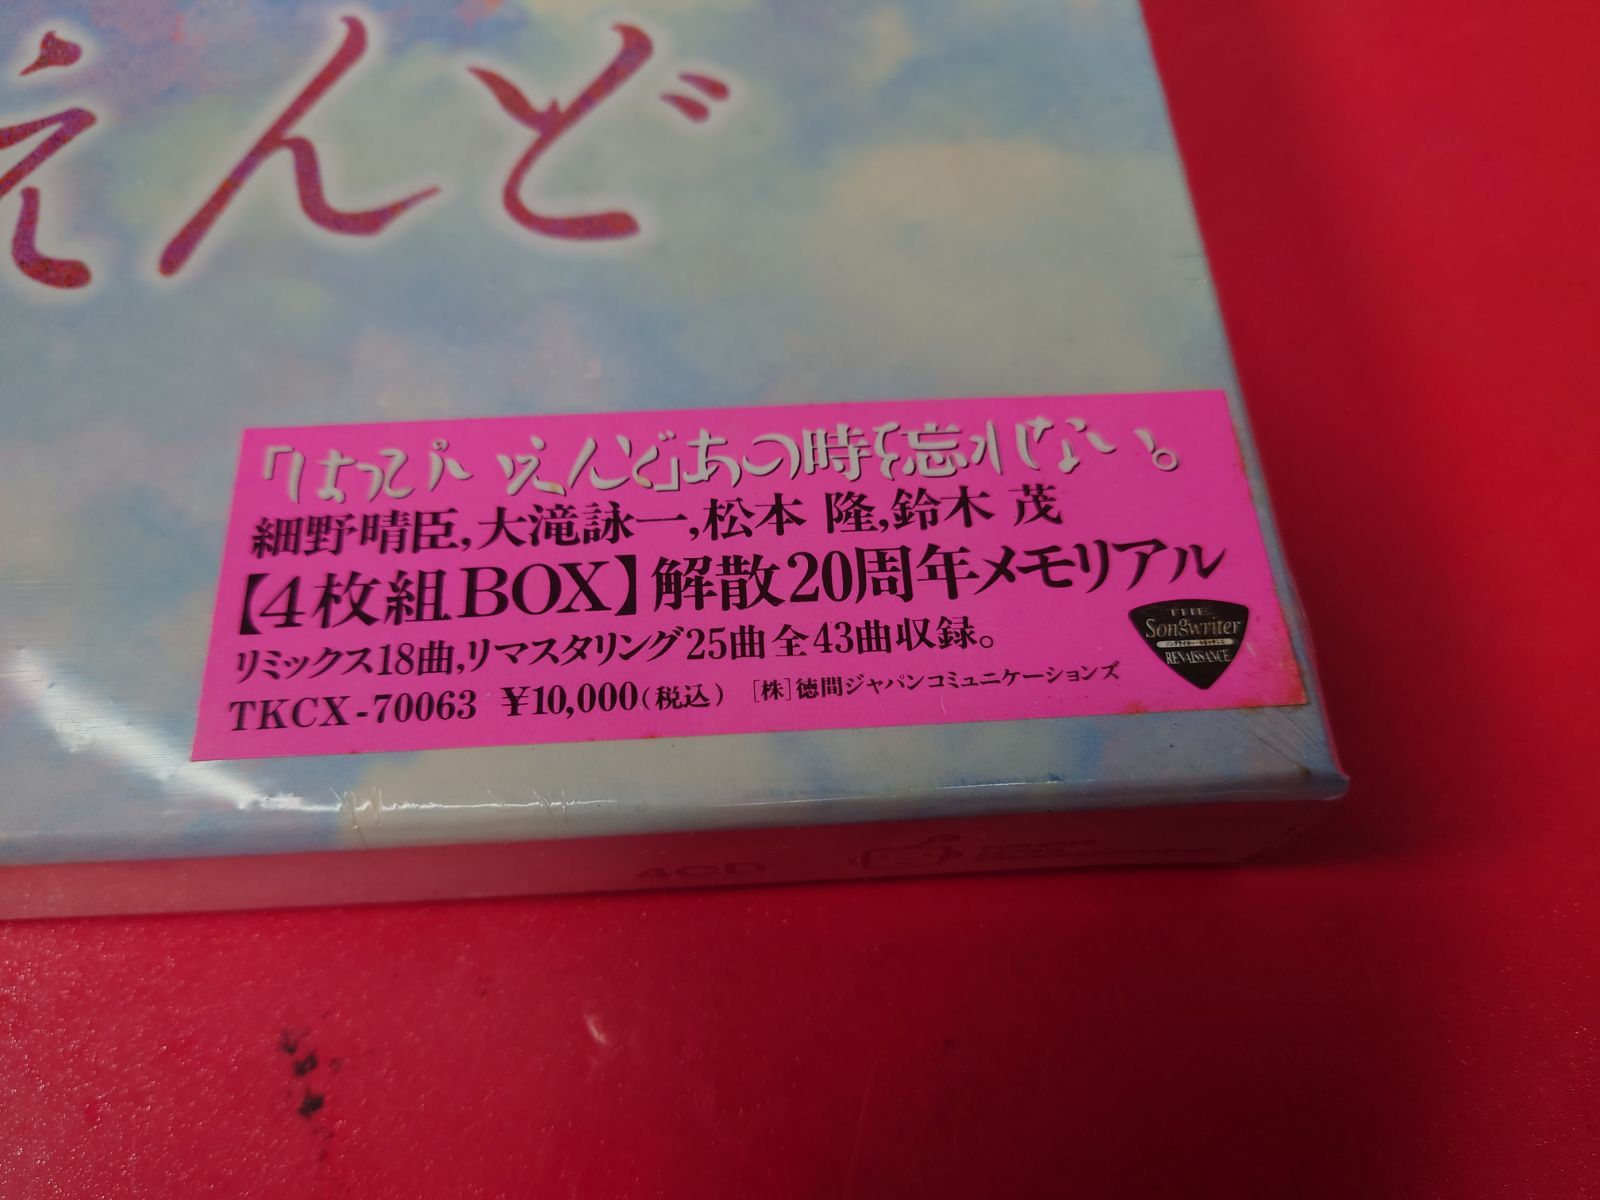 えんど
「はっぴいえんど」あの時を忘れない。
細野晴臣,大滝詠一,松本 隆,鈴木 茂
【4枚組BOX】解散20周年メモリアル
リミックス18曲,リマスタリング25曲 全43曲収録。
TKCX-70063 ¥10,000(税込) [株]徳間ジャパンコミュニケーションズ
THE
Songwriter
RENAISSANCE
4CD